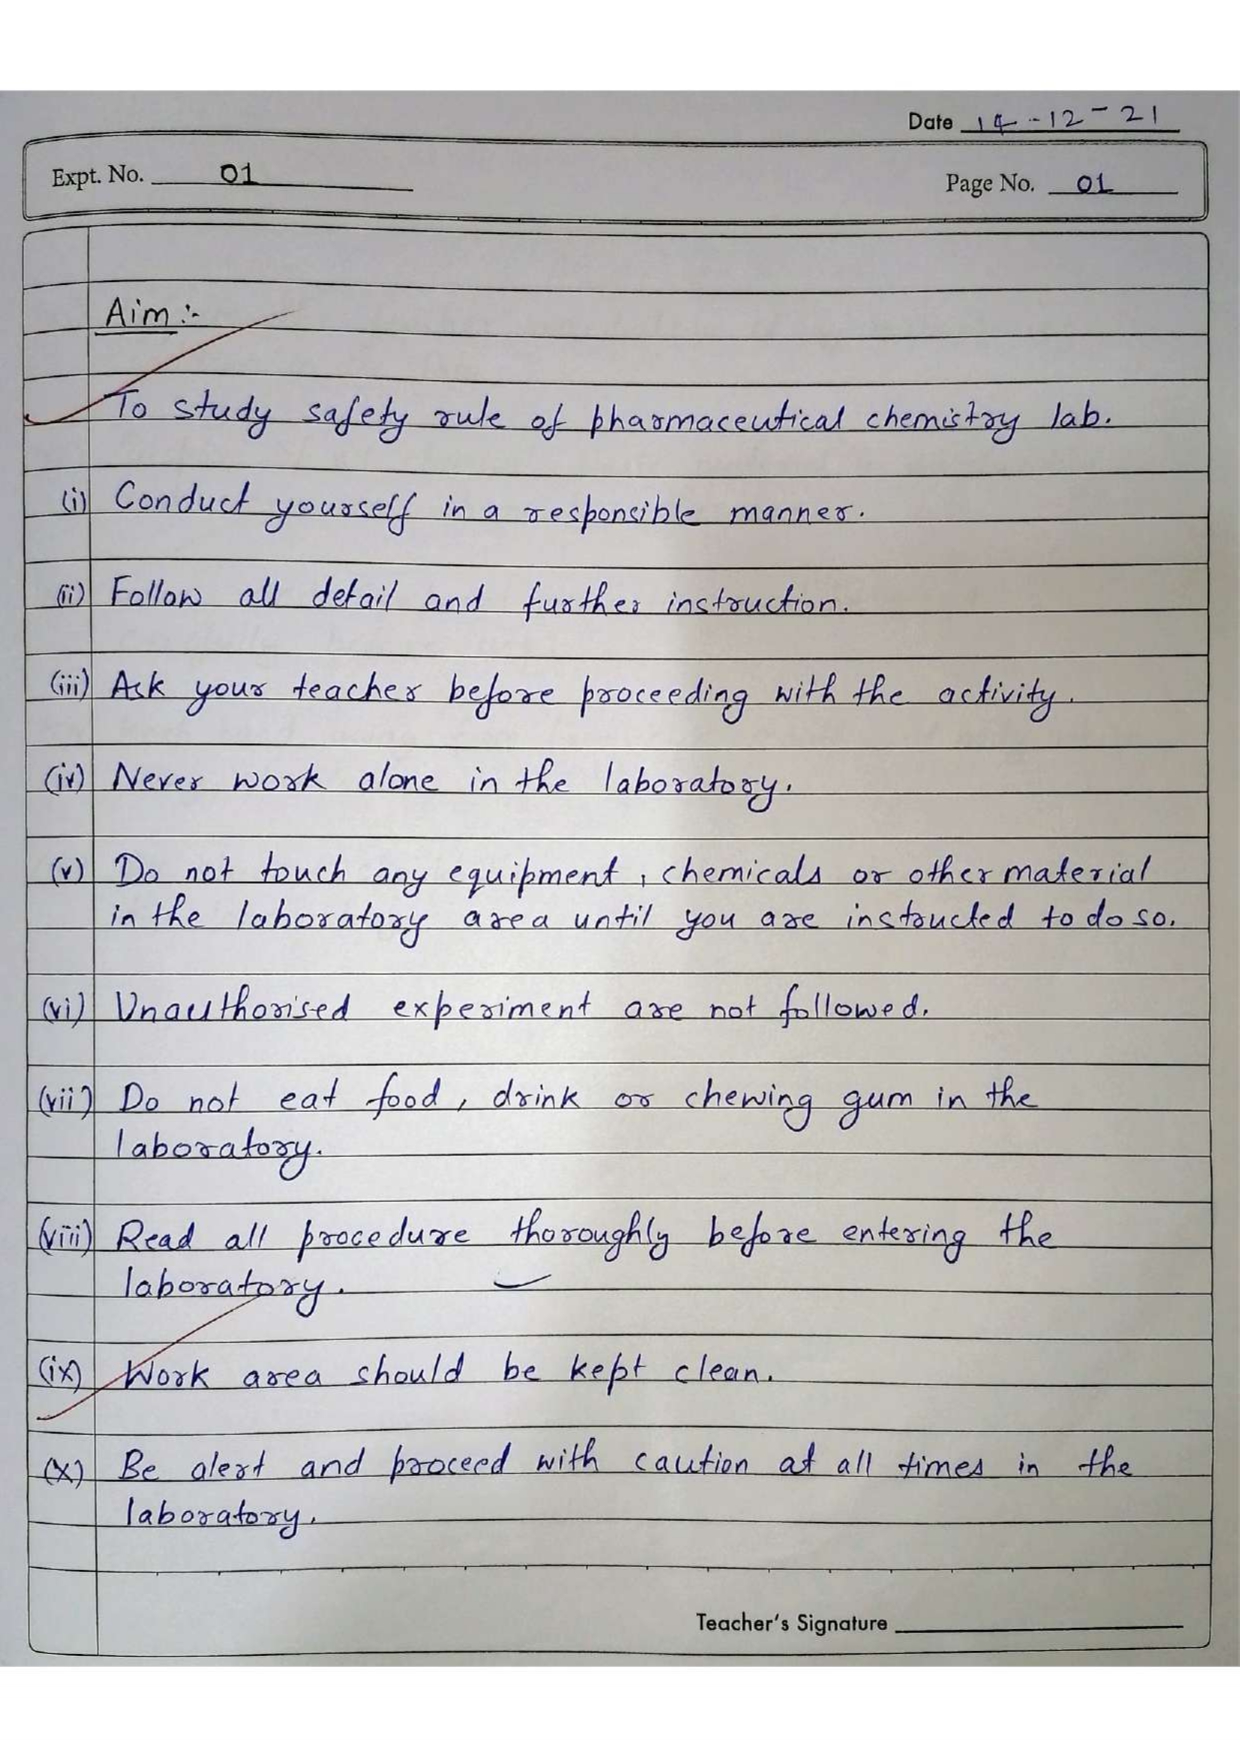 Date 14-12-21
Expt. No. 01
Page No. 01
Aim:-
To study safety rule of pharmaceutical chemistry lab.
(i) Conduct yourself in a responsible manner.
(ii) Follow all detail and further instruction.
(iii) Ask your teacher before proceeding with the activity.
(iv) Never work alone in the laboratory.
(v) Do not touch any equipment, chemicals or other material
in the laboratory area until you are instructed to do so.
(vi) Unauthorised experiment are not followed.
(vii) Do not eat food, drink or chewing gum in the
laboratory.
(viii) Read all procedure thoroughly before entering the
laboratory.
(ix) Work area should be kept clean.
(x) Be alert and proceed with caution at all times in the
laboratory.
Teacher's Signature